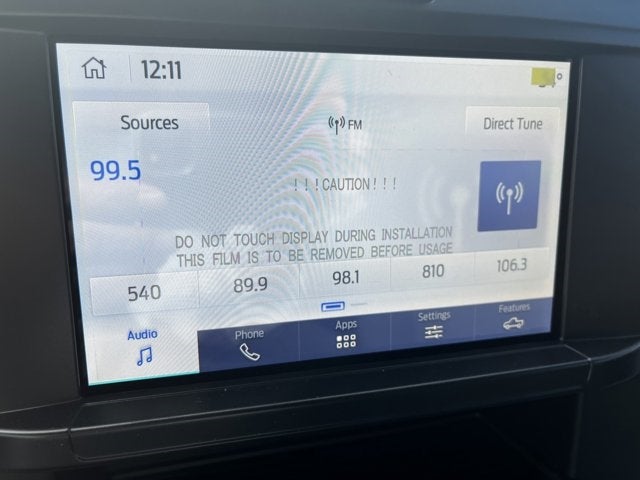 12:11
Sources
FM
Direct Tune
99.5
! ! ! CAUTION ! ! !
DO NOT TOUCH DISPLAY DURING INSTALLATION
THIS FILM IS TO BE REMOVED BEFORE USAGE
540 89.9 98.1 810 106.3
Audio Phone Apps Settings Features